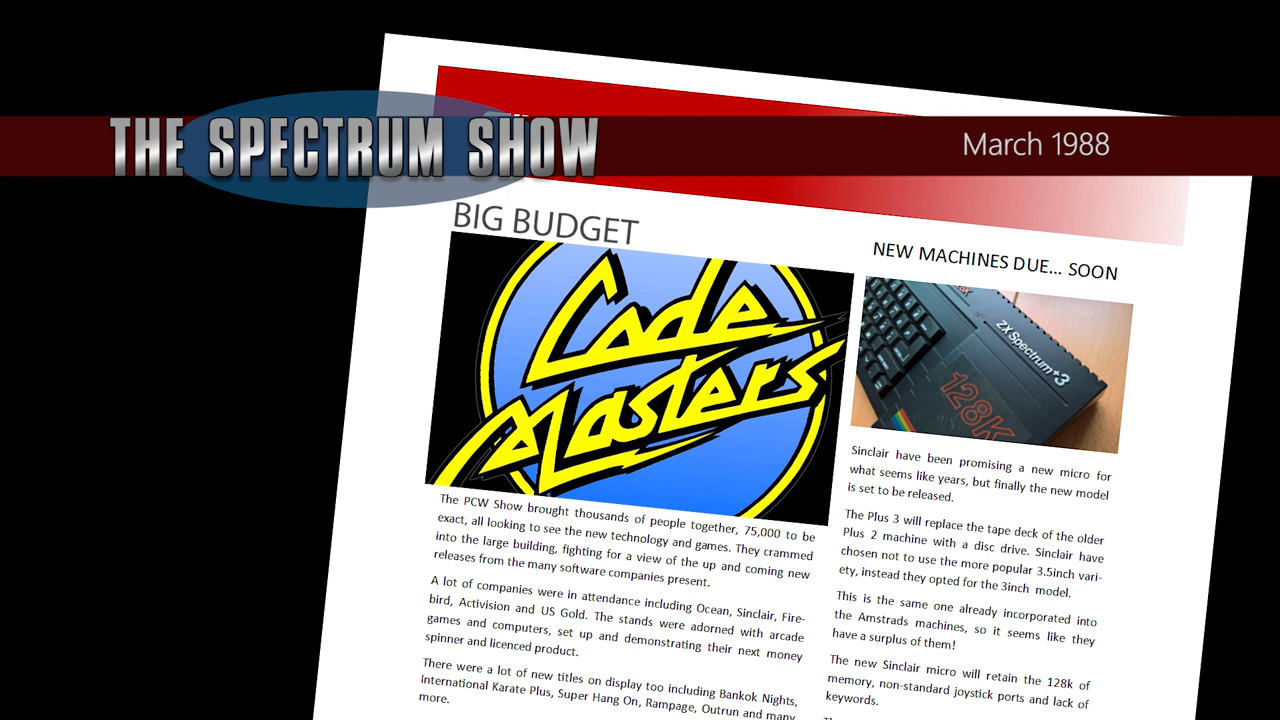 THE SPECTRUM SHOW
March 1988
BIG BUDGET
Code
Masters
The PCW Show brought thousands of people together, 75,000 to be
exact, all looking to see the new technology and games. They crammed
into the large building, fighting for a view of the up and coming new
releases from the many software companies present.
A lot of companies were in attendance including Ocean, Sinclair, Fire-
bird, Activision and US Gold. The stands were adorned with arcade
games and computers, set up and demonstrating their next money
spinner and licenced product.
There were a lot of new titles on display too including Bankok Nights,
International Karate Plus, Super Hang On, Rampage, Outrun and many
more.
NEW MACHINES DUE... SOON
ZX Spectrum +3
128K
Sinclair have been promising a new micro for
what seems like years, but finally the new model
is set to be released.
The Plus 3 will replace the tape deck of the older
Plus 2 machine with a disc drive. Sinclair have
chosen not to use the more popular 3.5inch vari-
ety, instead they opted for the 3inch model.
This is the same one already incorporated into
the Amstrads machines, so it seems like they
have a surplus of them!
The new Sinclair micro will retain the 128k of
memory, non-standard joystick ports and lack of
keywords.